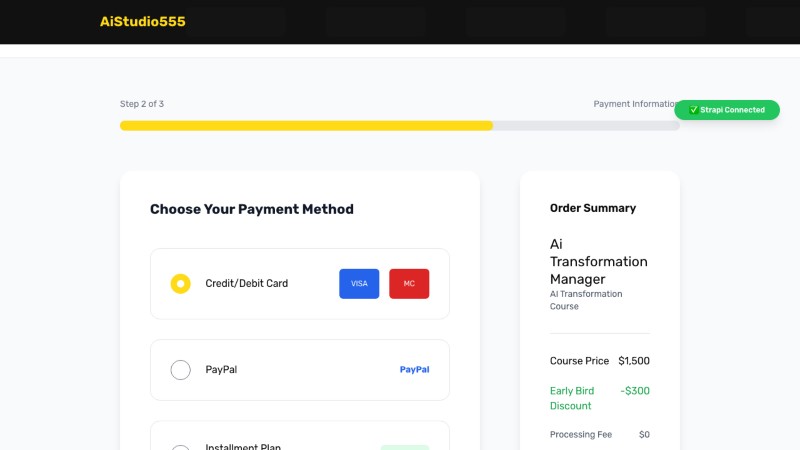 AiStudio555
Step 2 of 3
Payment Information
✅ Strapi Connected
Choose Your Payment Method
Credit/Debit Card
VISA
MC
PayPal
PayPal
Installment Plan
Order Summary
Ai
Transformation
Manager
AI Transformation
Course
Course Price $1,500
Early Bird -$300
Discount
Processing Fee $0